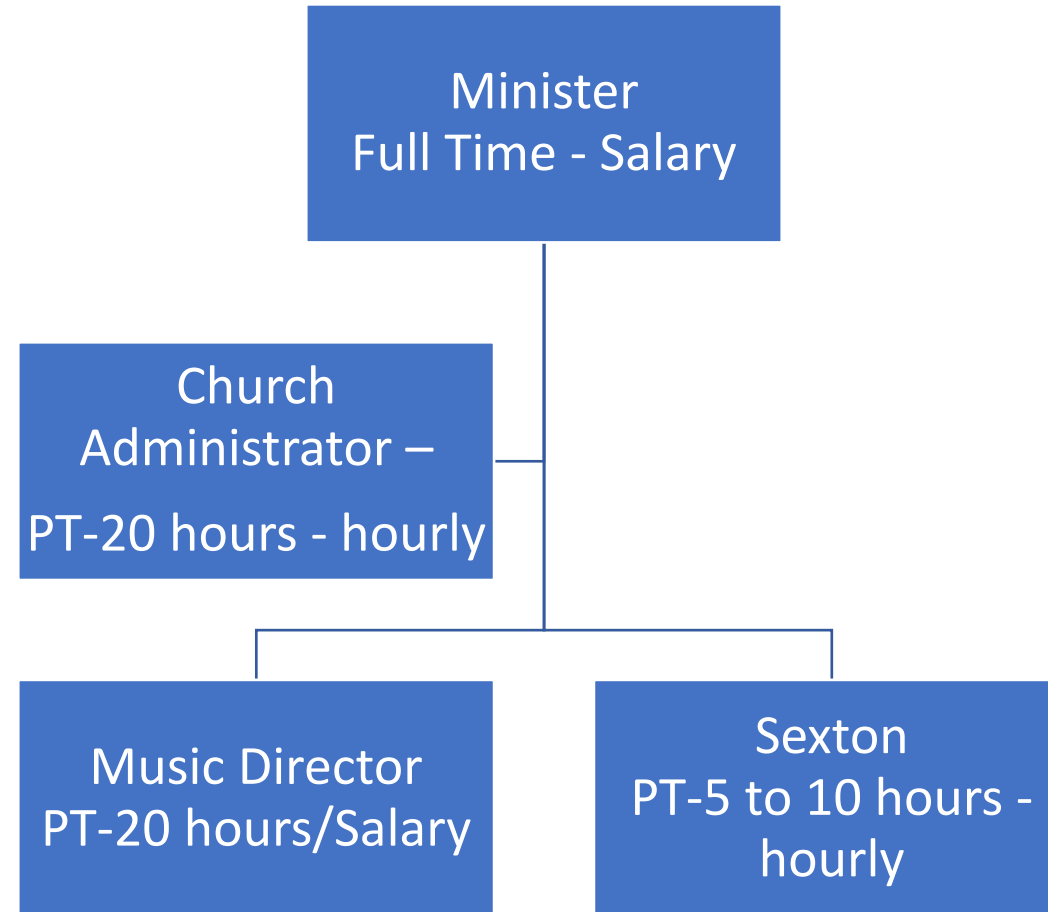 Minister
Full Time - Salary
Church
Administrator –
PT-20 hours - hourly
Music Director
PT-20 hours/Salary
Sexton
PT-5 to 10 hours -
hourly